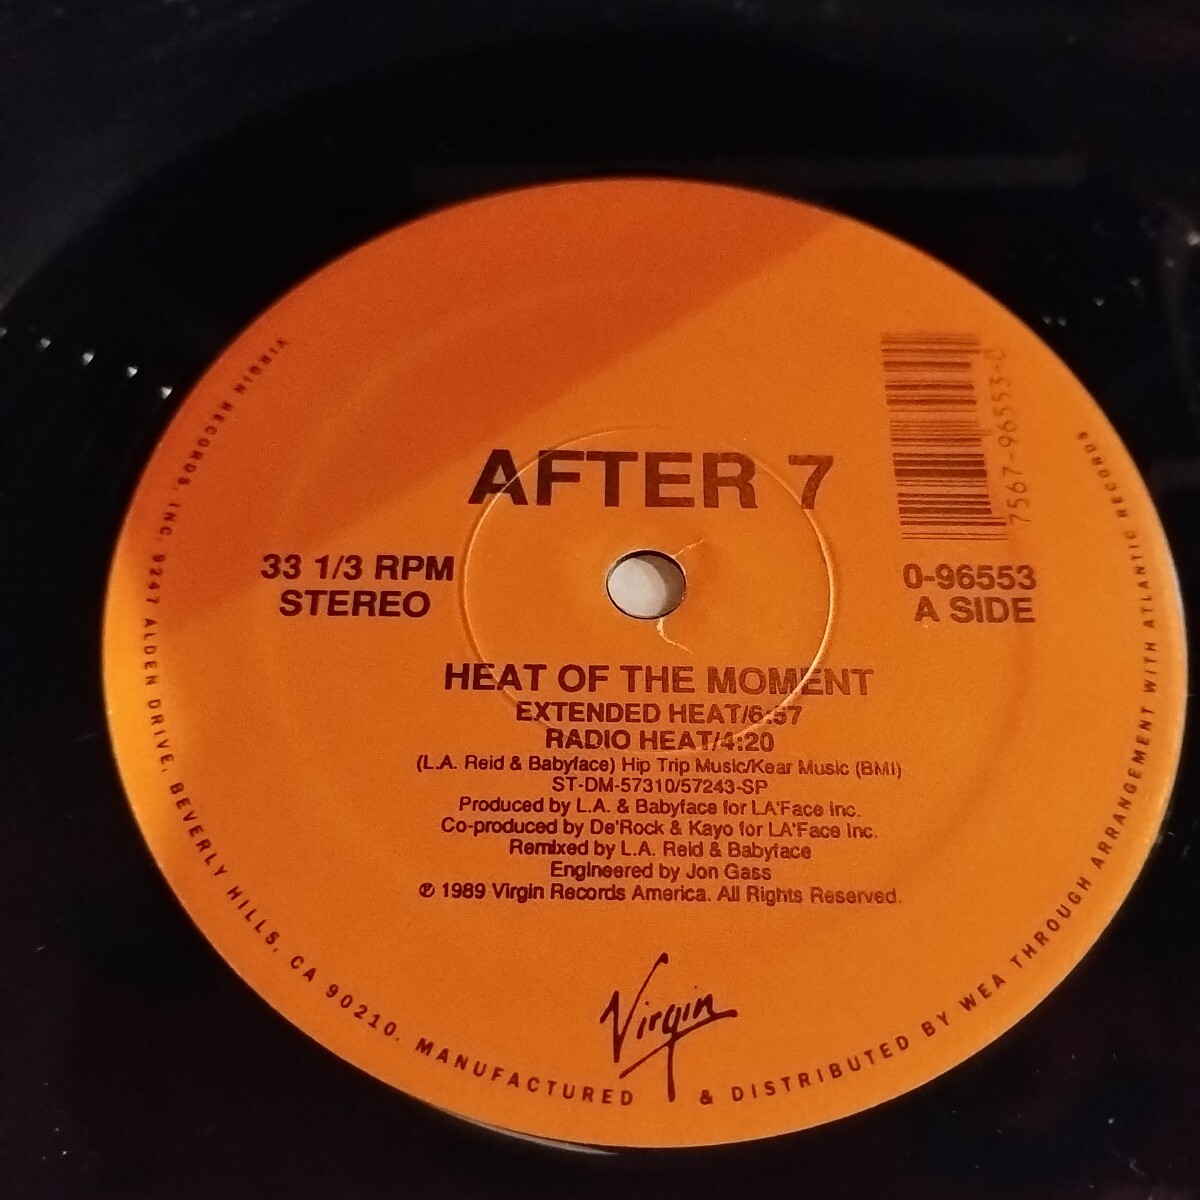 AFTER 7
33 1/3 RPM
STEREO
7567-96553-0
0-96553
A SIDE
HEAT OF THE MOMENT
EXTENDED HEAT/6:57
RADIO HEAT/4:20
(L.A. Reid & Babyface) Hip Trip Music/Kear Music (BMI)
ST-DM-57310/57243-SP
Produced by L.A. & Babyface for LA'Face Inc.
Co-produced by De'Rock & Kayo for LA'Face Inc.
Remixed by L.A. Reid & Babyface
Engineered by Jon Gass
℗ 1989 Virgin Records America. All Rights Reserved.
Virgin
VIRGIN RECORDS, INC. 9247 ALDEN DRIVE, BEVERLY HILLS, CA 90210. MANUFACTURED & DISTRIBUTED BY WEA THROUGH ARRANGEMENT WITH ATLANTIC RECORDS